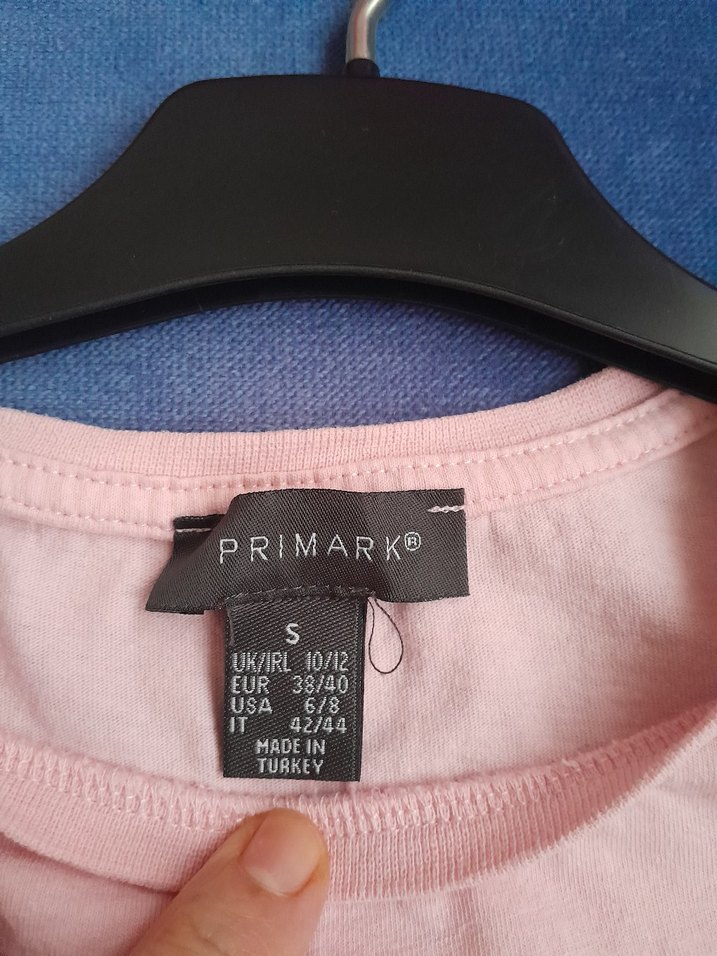 PRIMARK®
S
UK/IRL 10/12
EUR 38/40
USA 6/8
IT 42/44
MADE IN
TURKEY